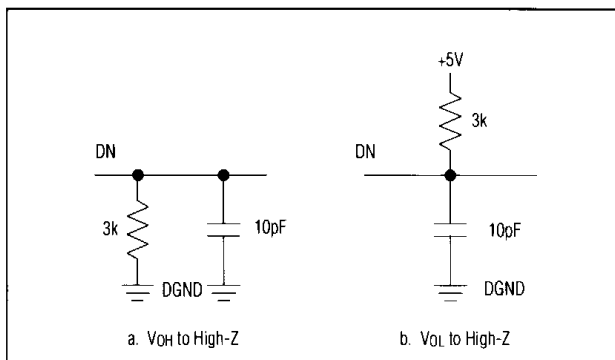 +5V
3k
DN
DN
3k
10pF
10pF
DGND
DGND
a. VOH to High-Z
b. VOL to High-Z